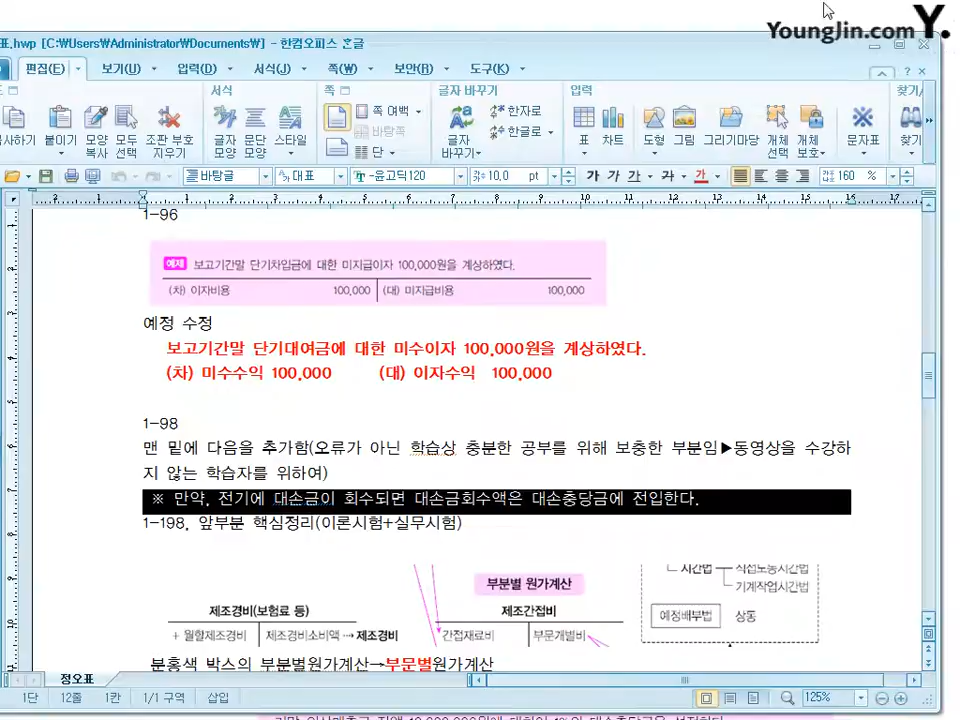 YoungJin.com Y.
표.hwp [C:₩Users₩Administrator₩Documents₩] - 한컴오피스 흔글
편집(E) 보기(U) 입력(D) 서식(J) 쪽(W) 보안(B) 도구(K)
서식 쪽 글자 바꾸기 입력 찾기/
쪽 여백 한자로
바탕쪽 한글로
단
붙이기 모양 복사 모두 선택 조판 부호 지우기 글자 모양 문단 모양 스타일 글자 바꾸기 표 차트 도형 그림 그리기마당 개체 선택 개체 보호 문자표 찾기
바탕글 대표 윤고딕120 10.0 pt 가 가 가 가 가 160 %
1-96
예제 보고기간말 단기차입금에 대한 미지급이자 100,000원을 계상하였다.
(차) 이자비용 100,000 (대) 미지급비용 100,000
예정 수정
보고기간말 단기대여금에 대한 미수이자 100,000원을 계상하였다.
(차) 미수수익 100,000 (대) 이자수익 100,000
1-98
맨 밑에 다음을 추가함(오류가 아닌 학습상 충분한 공부를 위해 보충한 부분임▶동영상을 수강하
지 않는 학습자를 위하여)
※ 만약, 전기에 대손금이 회수되면 대손금회수액은 대손충당금에 전입한다.
1-198, 앞부분 핵심정리(이론시험+실무시험)
시간법 직접노동시간법
기계작업시간법
부분별 원가계산
제조경비(보험료 등) 제조간접비
예정배부법 상동
+ 월할제조경비 제조경비소비액 → 제조경비 간접재료비 부문개별비
분홍색 박스의 부분별원가계산→부문별원가계산
정오표
1단 12줄 1칸 1/1 구역 삽입 125%